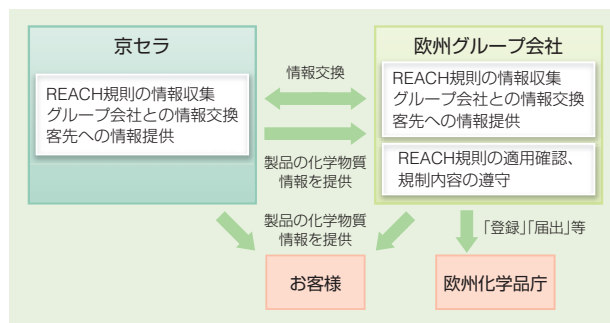 京セラ
REACH規則の情報収集
グループ会社との情報交換
客先への情報提供
情報交換
製品の化学物質
情報を提供
欧州グループ会社
REACH規則の情報収集
グループ会社との情報交換
客先への情報提供
REACH規則の適用確認、
規制内容の遵守
製品の化学物質
情報を提供
「登録」「届出」等
お客様
欧州化学品庁